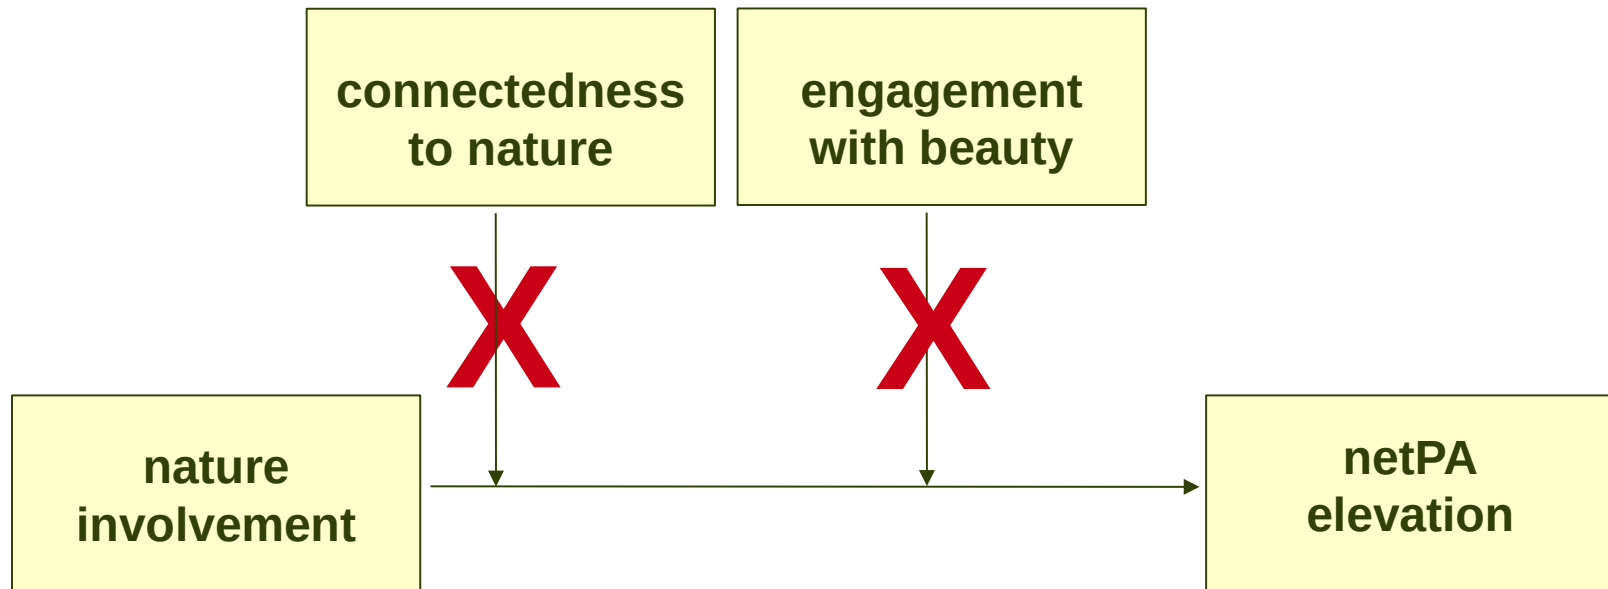 connectedness
to nature
engagement
with beauty
X
X
nature
involvement
netPA
elevation